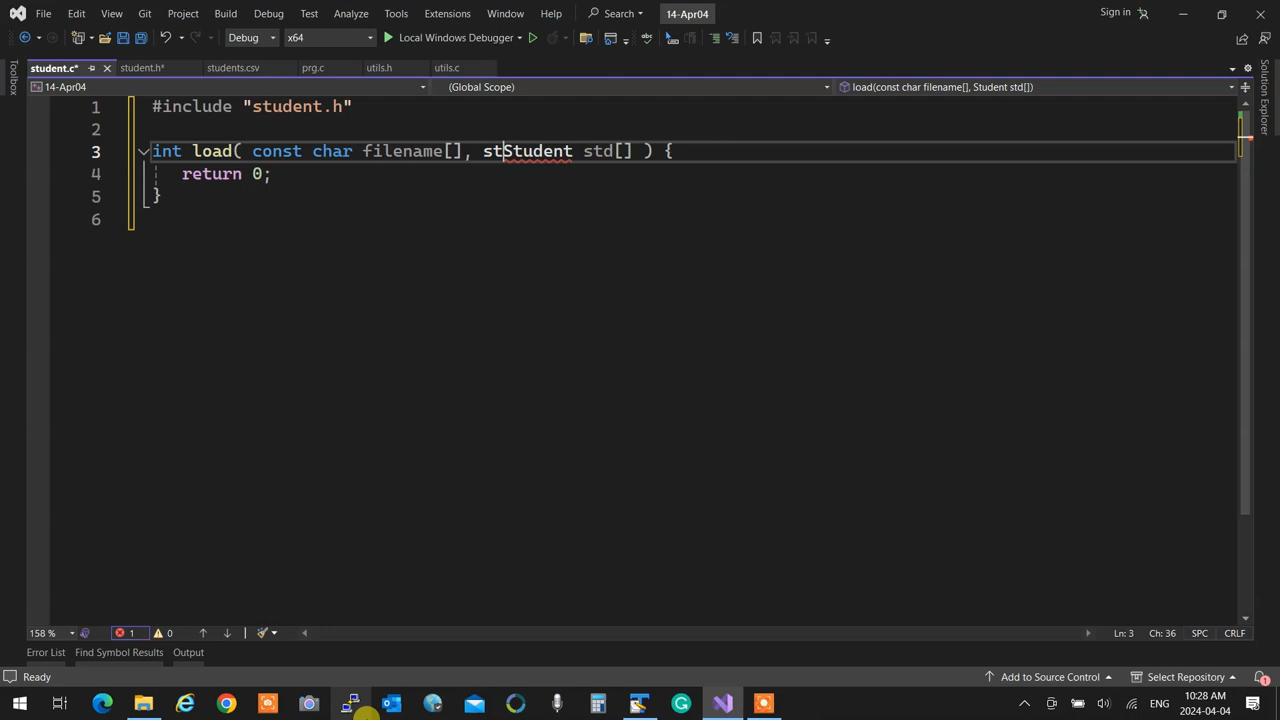 File Edit View Git Project Build Debug Test Analyze Tools Extensions Window Help Search 14-Apr04 Sign in
Debug x64 Local Windows Debugger
Toolbox
student.c* student.h* students.csv prg.c utils.h utils.c
Solution Explorer
14-Apr04 (Global Scope) load(const char filename[], Student std[])
1 #include "student.h"
2
3 int load( const char filename[], stStudent std[] ) {
4 return 0;
5 }
6
158 % 1 0 Ln: 3 Ch: 36 SPC CRLF
Error List Find Symbol Results Output
Ready Add to Source Control Select Repository 1
ENG 10:28 AM 2024-04-04